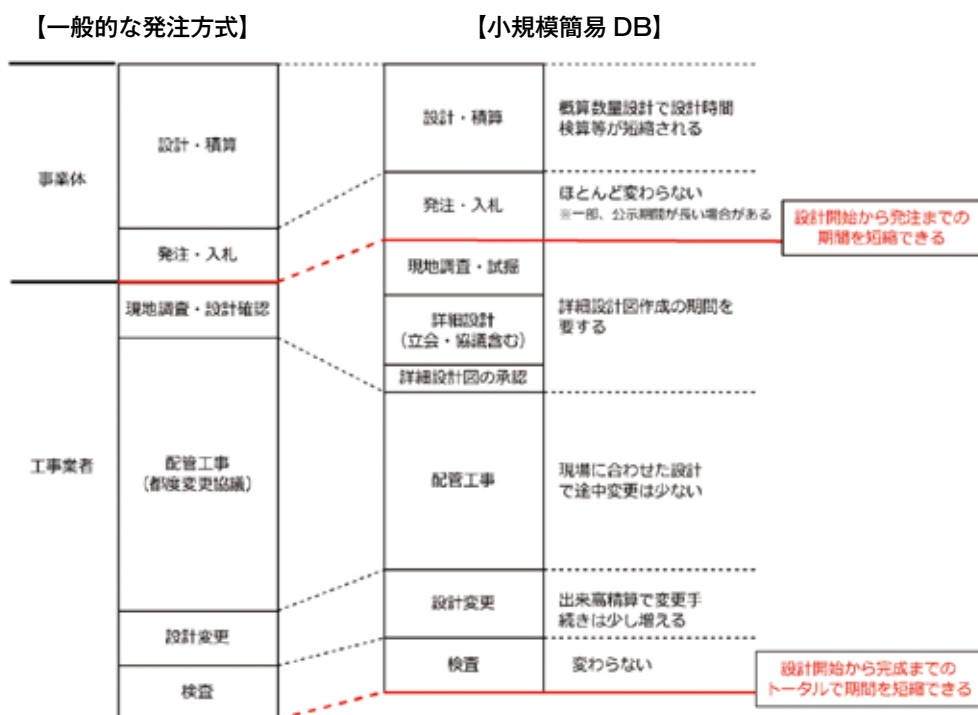 【一般的な発注方式】
【小規模簡易 DB】
事業体
工事業者
設計・積算
発注・入札
現地調査・設計確認
配管工事
(都度変更協議)
設計変更
検査
設計・積算
発注・入札
現地調査・試掘
詳細設計
(立会・協議含む)
詳細設計図の承認
配管工事
設計変更
検査
概算数量設計で設計時間
検算等が短縮される
ほとんど変わらない
※一部、公示期間が長い場合がある
詳細設計図作成の期間を
要する
現場に合わせた設計
で途中変更は少ない
出来高精算で変更手
続きは少し増える
変わらない
設計開始から発注までの
期間を短縮できる
設計開始から完成までの
トータルで期間を短縮できる